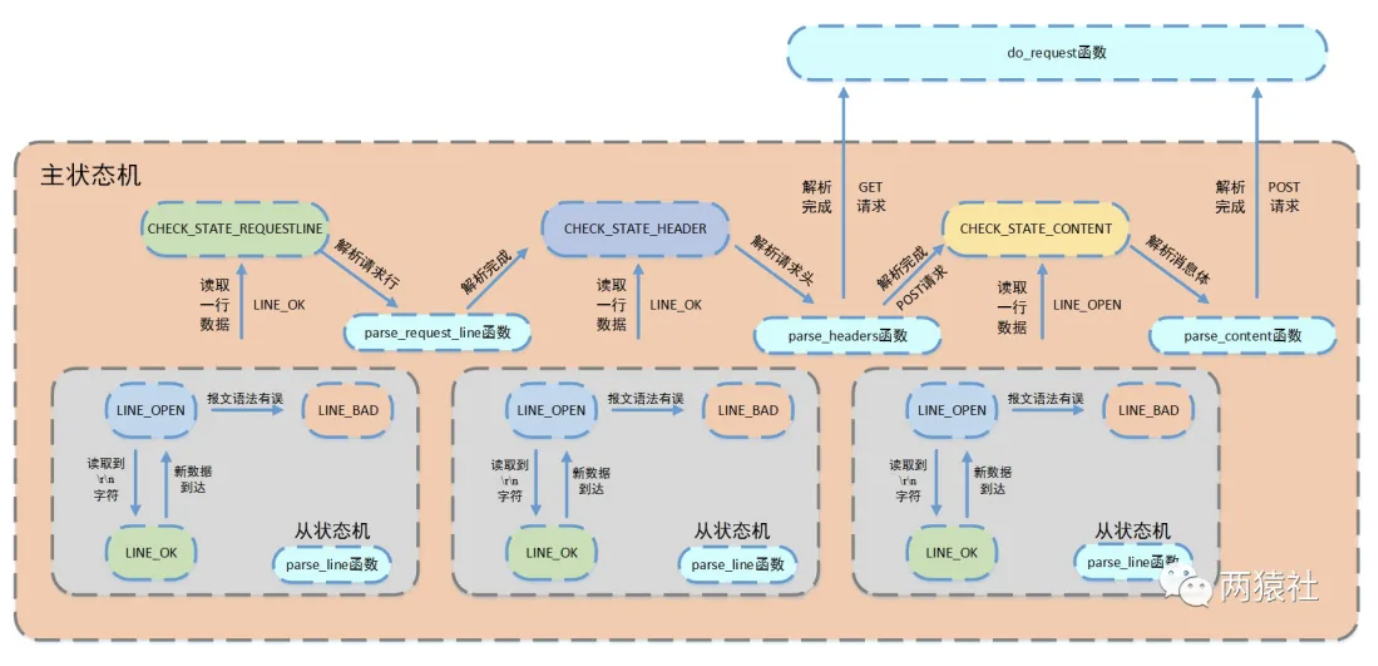 do_request函数
主状态机
解析
完成
GET
请求
解析
完成
POST
请求
CHECK_STATE_REQUESTLINE
解析请求行
解析完成
CHECK_STATE_HEADER
解析请求头
解析完成
POST请求
CHECK_STATE_CONTENT
解析消息体
读取
一行
数据
LINE_OK
parse_request_line函数
读取
一行
数据
LINE_OK
parse_headers函数
读取
一行
数据
LINE_OPEN
parse_content函数
LINE_OPEN
报文语法有误
LINE_BAD
读取到
\r\n
字符
新数据
到达
LINE_OK
从状态机
parse_line函数
LINE_OPEN
报文语法有误
LINE_BAD
读取到
\r\n
字符
新数据
到达
LINE_OK
从状态机
parse_line函数
LINE_OPEN
报文语法有误
LINE_BAD
读取到
\r\n
字符
新数据
到达
LINE_OK
从状态机
parse_line函数
两猿社